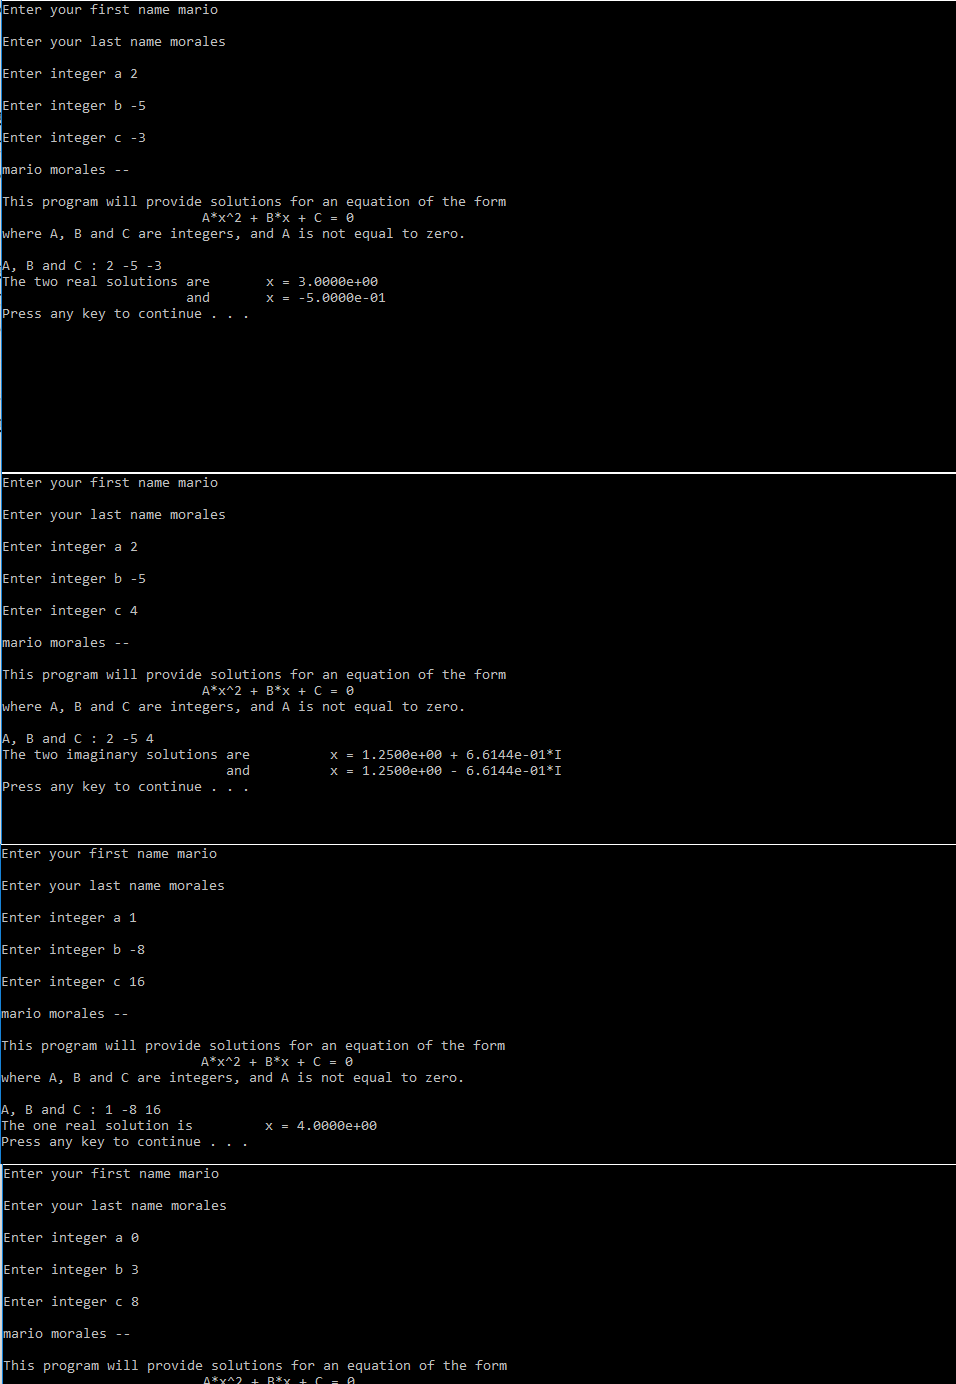 Enter your first name mario
Enter your last name morales
Enter integer a 2
Enter integer b -5
Enter integer c -3
mario morales --
This program will provide solutions for an equation of the form
A*x^2 + B*x + C = 0
where A, B and C are integers, and A is not equal to zero.
A, B and C : 2 -5 -3
The two real solutions are x = 3.0000e+00
and x = -5.0000e-01
Press any key to continue . . .
Enter your first name mario
Enter your last name morales
Enter integer a 2
Enter integer b -5
Enter integer c 4
mario morales --
This program will provide solutions for an equation of the form
A*x^2 + B*x + C = 0
where A, B and C are integers, and A is not equal to zero.
A, B and C : 2 -5 4
The two imaginary solutions are x = 1.2500e+00 + 6.6144e-01*I
and x = 1.2500e+00 - 6.6144e-01*I
Press any key to continue . . .
Enter your first name mario
Enter your last name morales
Enter integer a 1
Enter integer b -8
Enter integer c 16
mario morales --
This program will provide solutions for an equation of the form
A*x^2 + B*x + C = 0
where A, B and C are integers, and A is not equal to zero.
A, B and C : 1 -8 16
The one real solution is x = 4.0000e+00
Press any key to continue . . .
Enter your first name mario
Enter your last name morales
Enter integer a 0
Enter integer b 3
Enter integer c 8
mario morales --
This program will provide solutions for an equation of the form
A*x^2 + B*x + C = 0